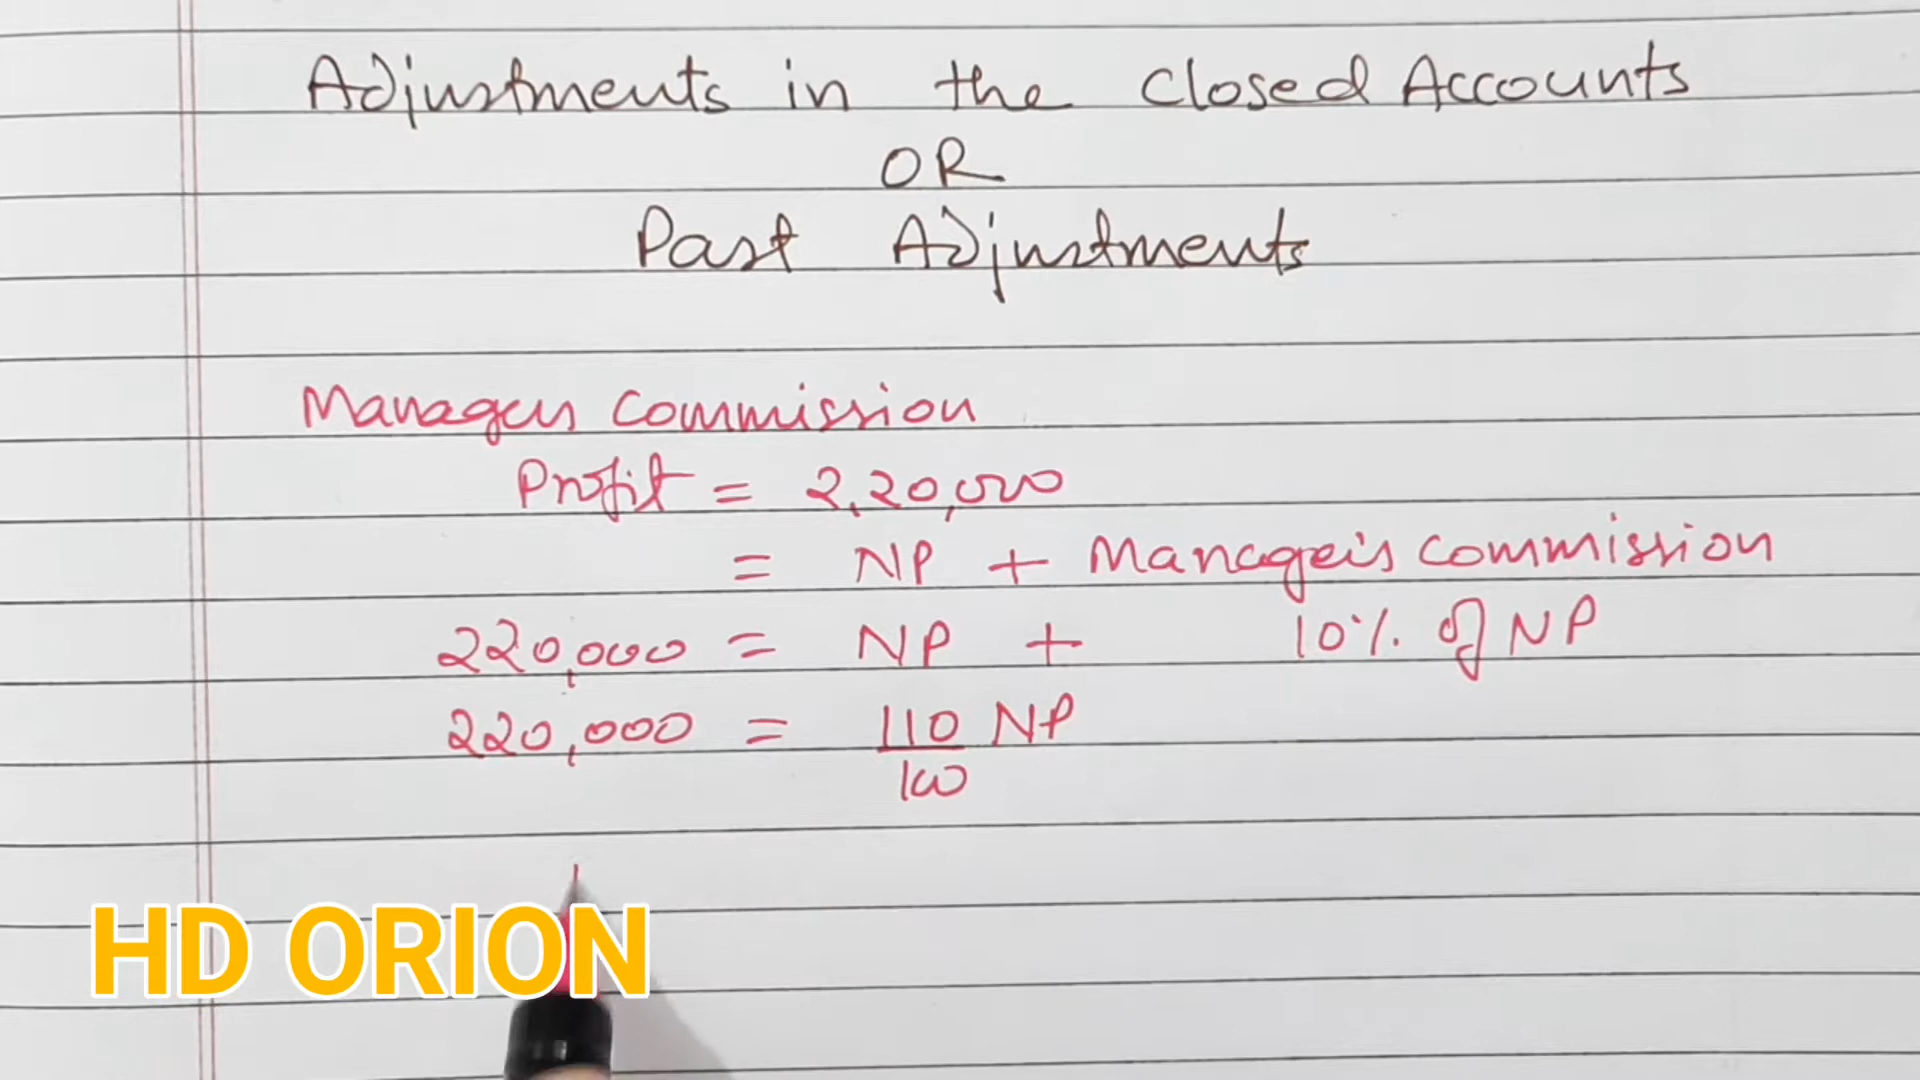 Adjustments in the Closed Accounts
OR
Past Adjustments
Managers Commission
Profit = 2,20,000
= NP + Manager's Commission
220,000 = NP + 10% of NP
220,000 = 110/100 NP
HD ORION